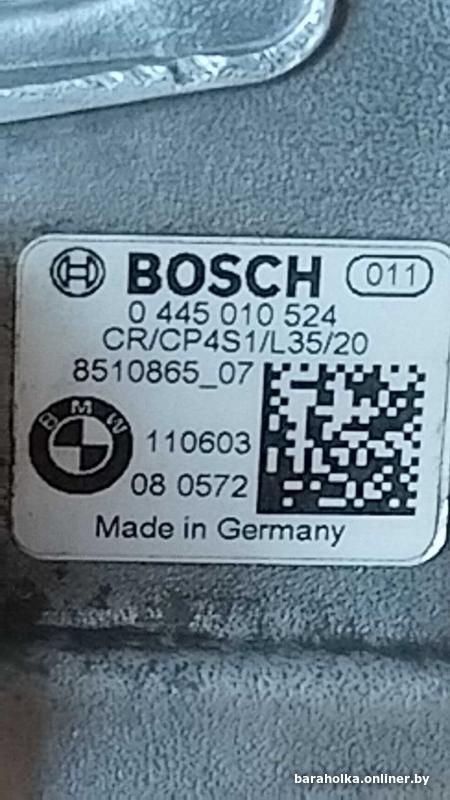 BOSCH 011
0 445 010 524
CR/CP4S1/L35/20
8510865_07
BMW
110603
08 0572
Made in Germany
baraholka.onliner.by